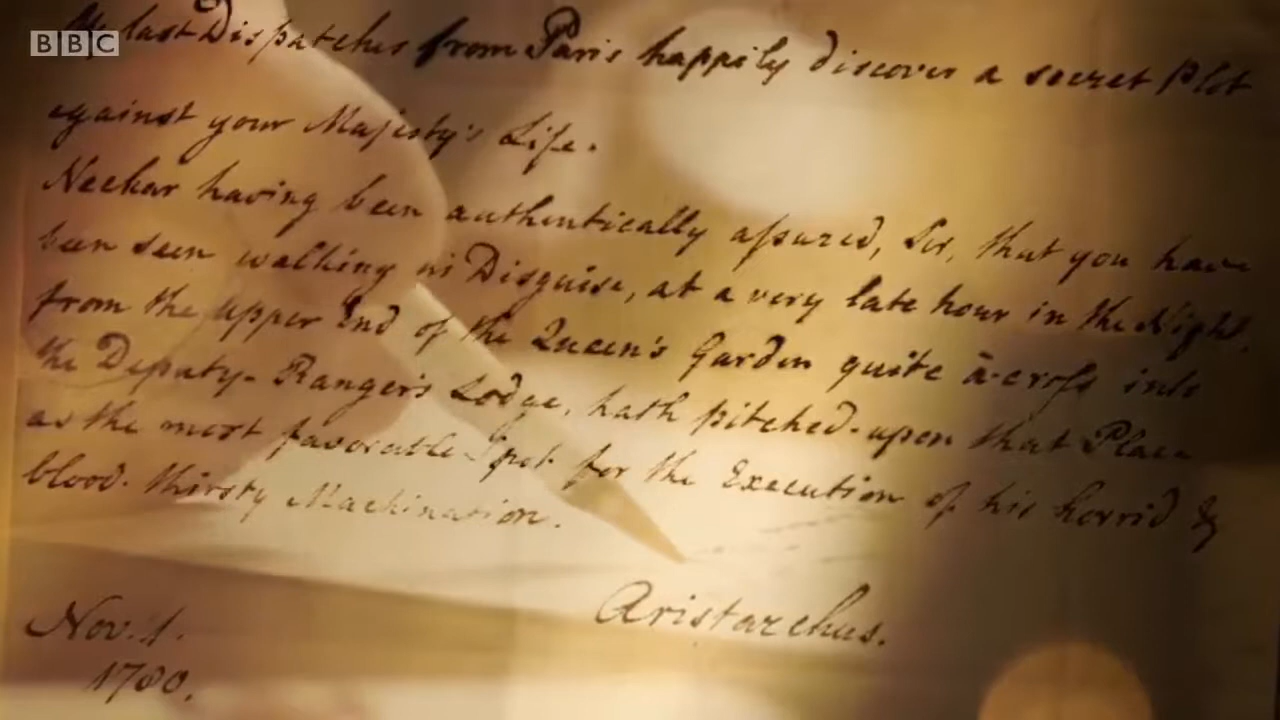 BBC
My last Dispatches from Paris happily discover a secret Plot
against your Majesty's Life.
Neckar having been authentically assured, Sir, that you have
been seen walking in Disguise, at a very late hour in the Night,
from the upper End of the Queen's Garden quite a-cross into
the Deputy-Ranger's Lodge, hath pitched-upon that Place
as the most favorable Spot for the Execution of his horrid &
blood-thirsty Machination.
Aristarchus.
Nov. 1.
1780.